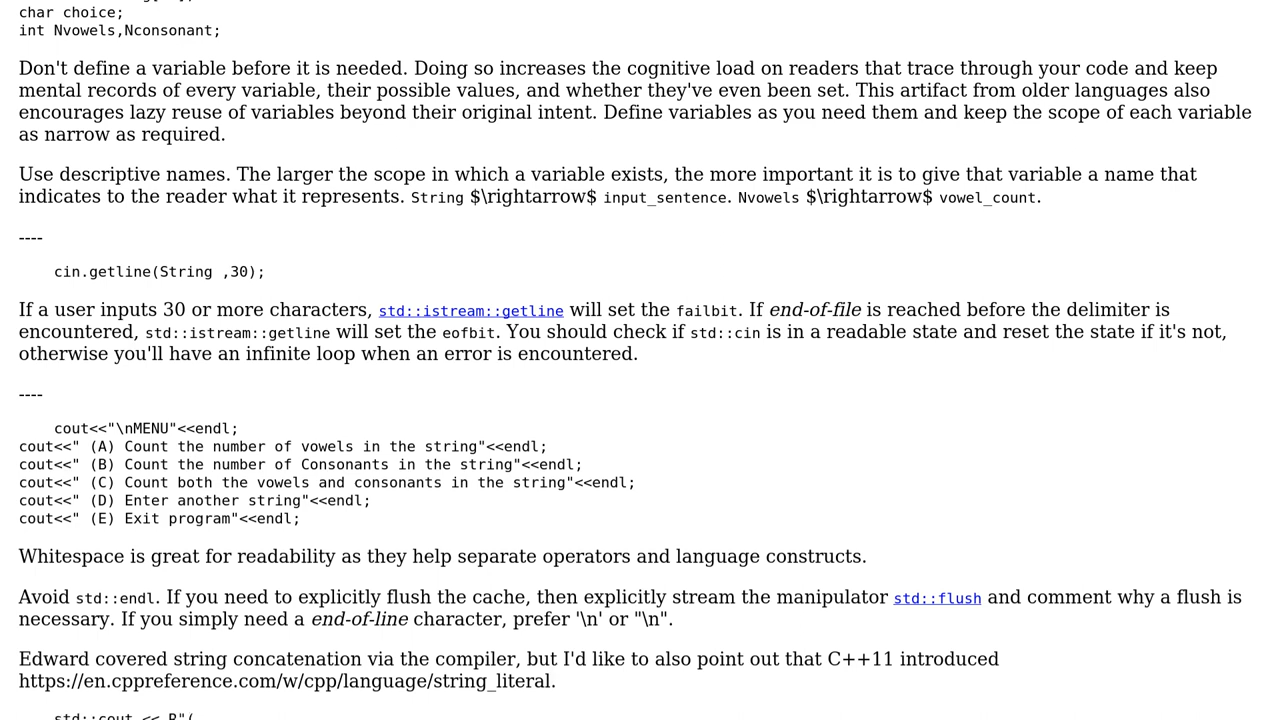 char choice;
int Nvowels,Nconsonant;
Don't define a variable before it is needed. Doing so increases the cognitive load on readers that trace through your code and keep
mental records of every variable, their possible values, and whether they've even been set. This artifact from older languages also
encourages lazy reuse of variables beyond their original intent. Define variables as you need them and keep the scope of each variable
as narrow as required.
Use descriptive names. The larger the scope in which a variable exists, the more important it is to give that variable a name that
indicates to the reader what it represents. String $\rightarrow$ input_sentence. Nvowels $\rightarrow$ vowel_count.
----
cin.getline(String ,30);
If a user inputs 30 or more characters, std::istream::getline will set the failbit. If end-of-file is reached before the delimiter is
encountered, std::istream::getline will set the eofbit. You should check if std::cin is in a readable state and reset the state if it's not,
otherwise you'll have an infinite loop when an error is encountered.
----
cout<<"\nMENU"<<endl;
cout<<" (A) Count the number of vowels in the string"<<endl;
cout<<" (B) Count the number of Consonants in the string"<<endl;
cout<<" (C) Count both the vowels and consonants in the string"<<endl;
cout<<" (D) Enter another string"<<endl;
cout<<" (E) Exit program"<<endl;
Whitespace is great for readability as they help separate operators and language constructs.
Avoid std::endl. If you need to explicitly flush the cache, then explicitly stream the manipulator std::flush and comment why a flush is
necessary. If you simply need a end-of-line character, prefer '\n' or "\n".
Edward covered string concatenation via the compiler, but I'd like to also point out that C++11 introduced
https://en.cppreference.com/w/cpp/language/string_literal.
std::cout << R"(